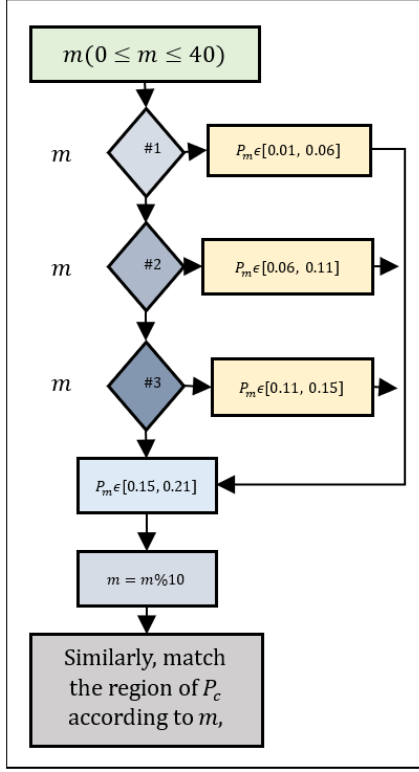 m(0 ≤ m ≤ 40)
m
#1
P_m ϵ[0.01, 0.06]
m
#2
P_m ϵ[0.06, 0.11]
m
#3
P_m ϵ[0.11, 0.15]
P_m ϵ[0.15, 0.21]
m = m%10
Similarly, match
the region of P_c
according to m,